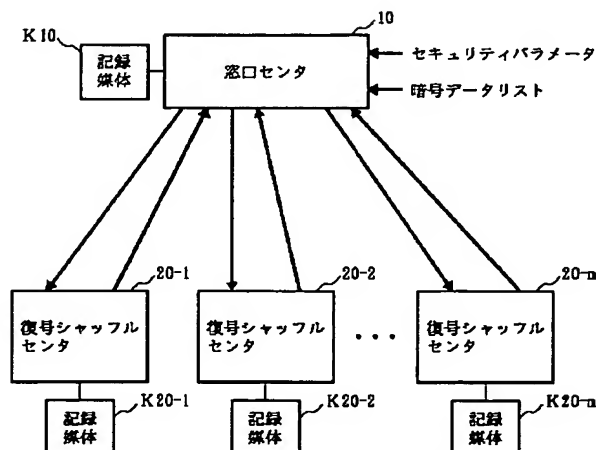 10
K10
記録
媒体
窓口センタ
セキュリティパラメータ
暗号データリスト
20-1
20-2
20-m
復号シャッフル
センタ
復号シャッフル
センタ
・・・
復号シャッフル
センタ
K20-1
K20-2
K20-m
記録
媒体
記録
媒体
記録
媒体